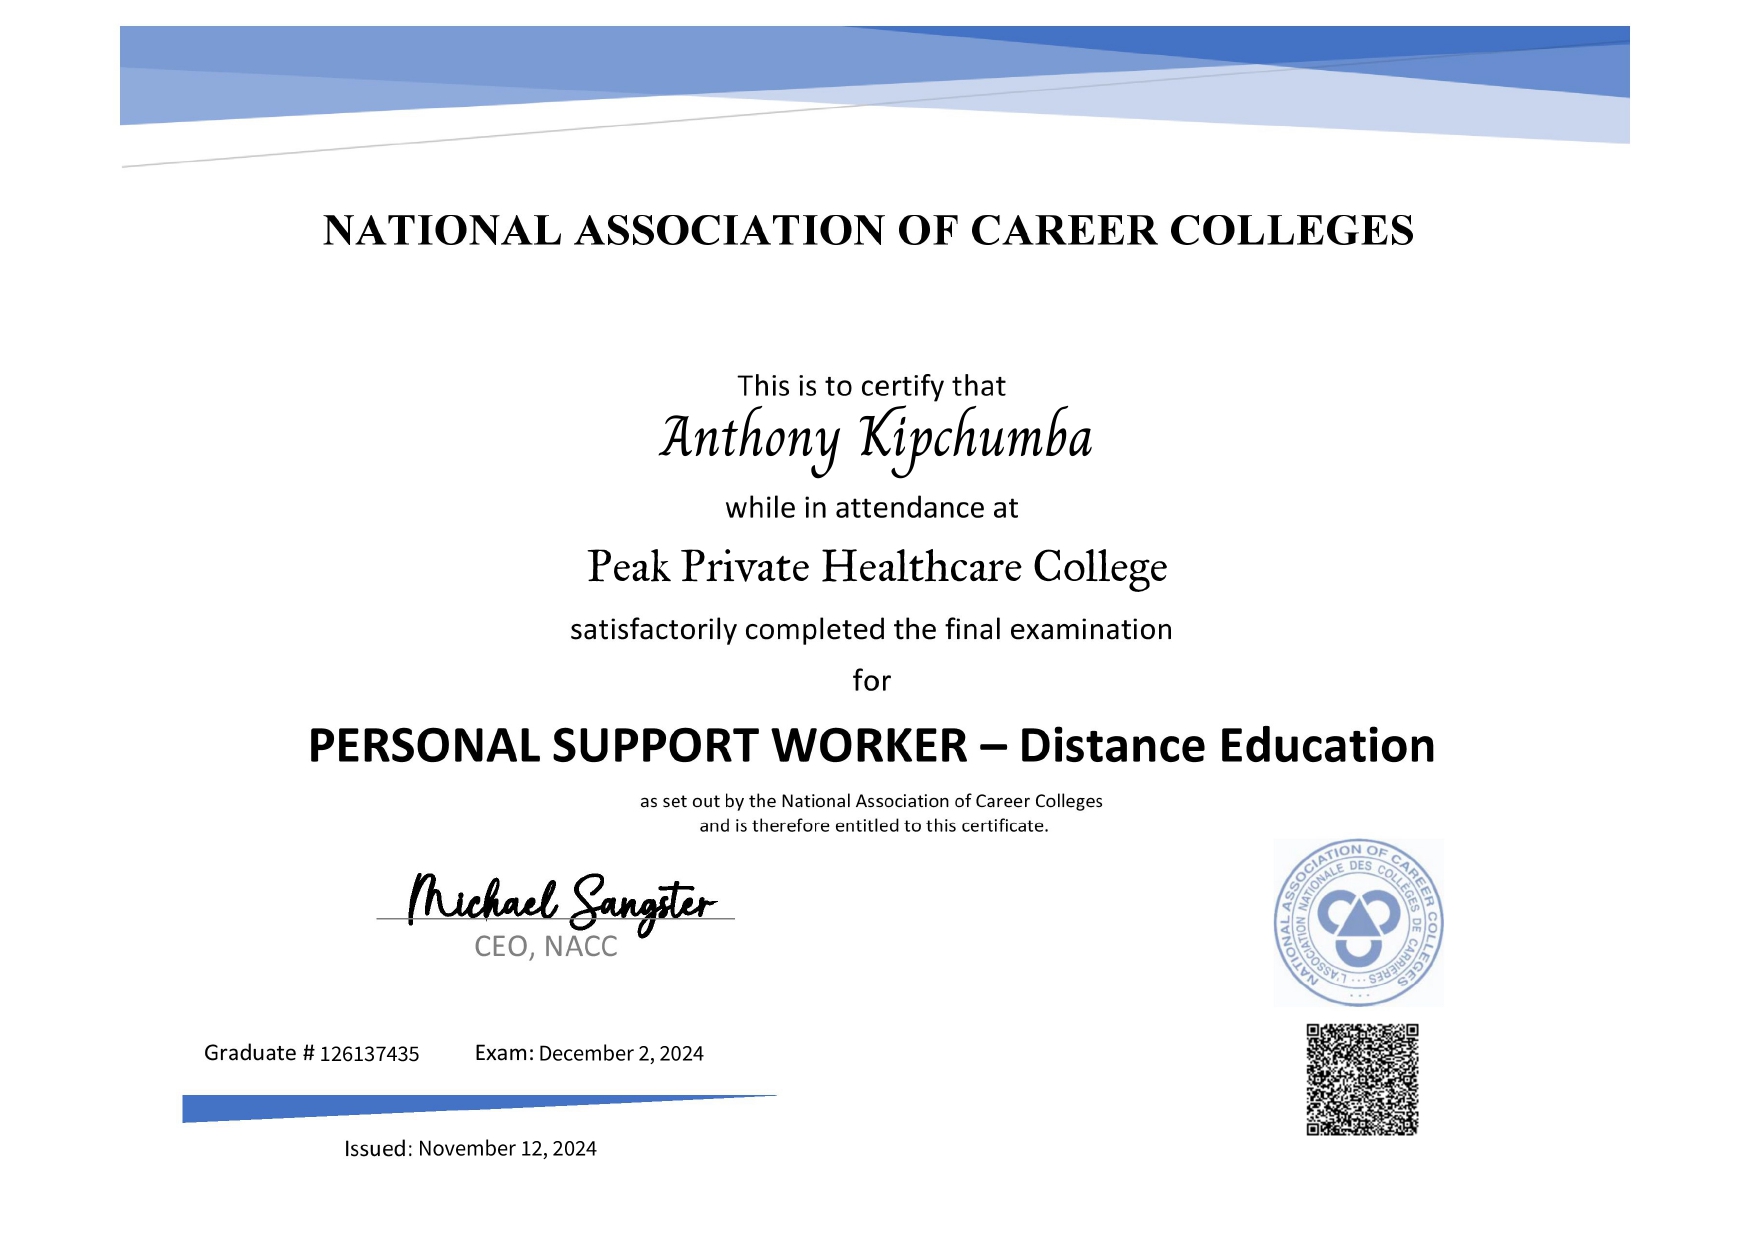 NATIONAL ASSOCIATION OF CAREER COLLEGES
This is to certify that
Anthony Kipchumba
while in attendance at
Peak Private Healthcare College
satisfactorily completed the final examination
for
PERSONAL SUPPORT WORKER – Distance Education
as set out by the National Association of Career Colleges
and is therefore entitled to this certificate.
Michael Sangster
CEO, NACC
NATIONAL ASSOCIATION OF CAREER COLLEGES
L'ASSOCIATION NATIONALE DES COLLÈGES DE CARRIÈRES
Graduate # 126137435 Exam: December 2, 2024
Issued: November 12, 2024